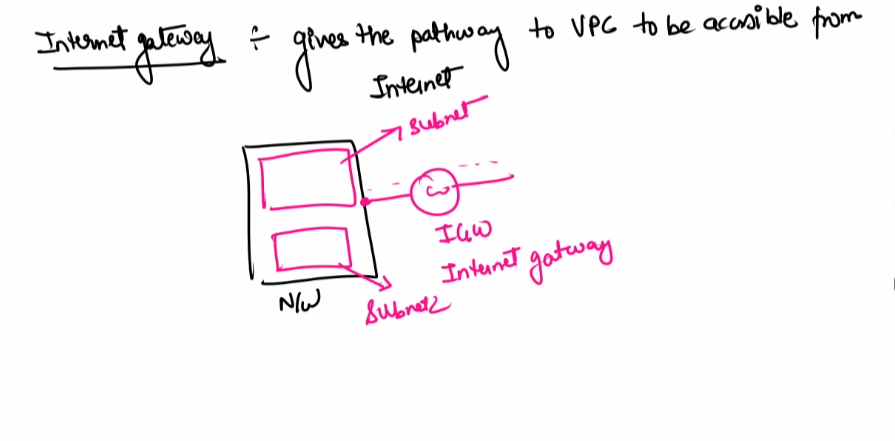 Internet gateway ÷ gives the pathway to VPC to be accesible from
Internet
Subnet
IGW
Internet gatway
N/W
Subnet2